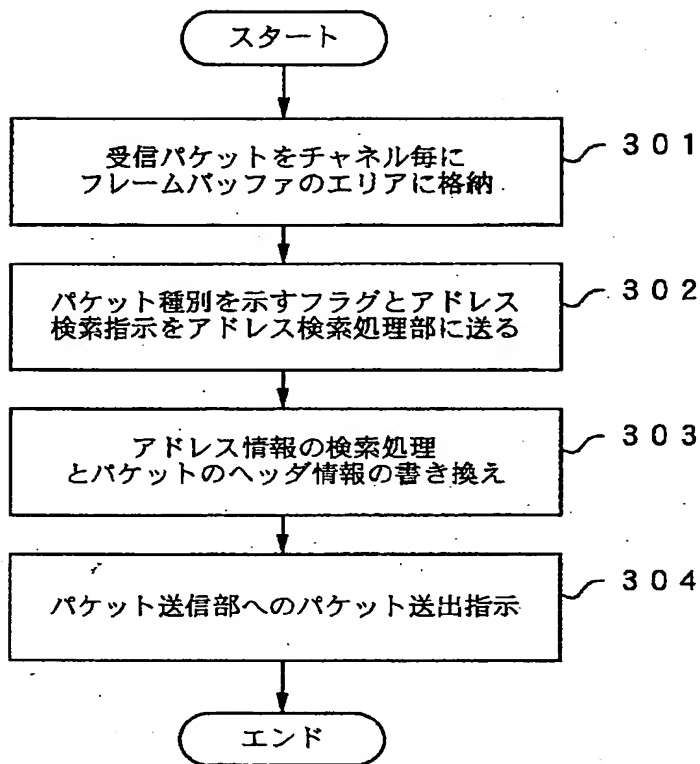 スタート
受信パケットをチャネル毎に
フレームバッファのエリアに格納
３０１
パケット種別を示すフラグとアドレス
検索指示をアドレス検索処理部に送る
３０２
アドレス情報の検索処理
とパケットのヘッダ情報の書き換え
３０３
パケット送信部へのパケット送出指示
３０４
エンド